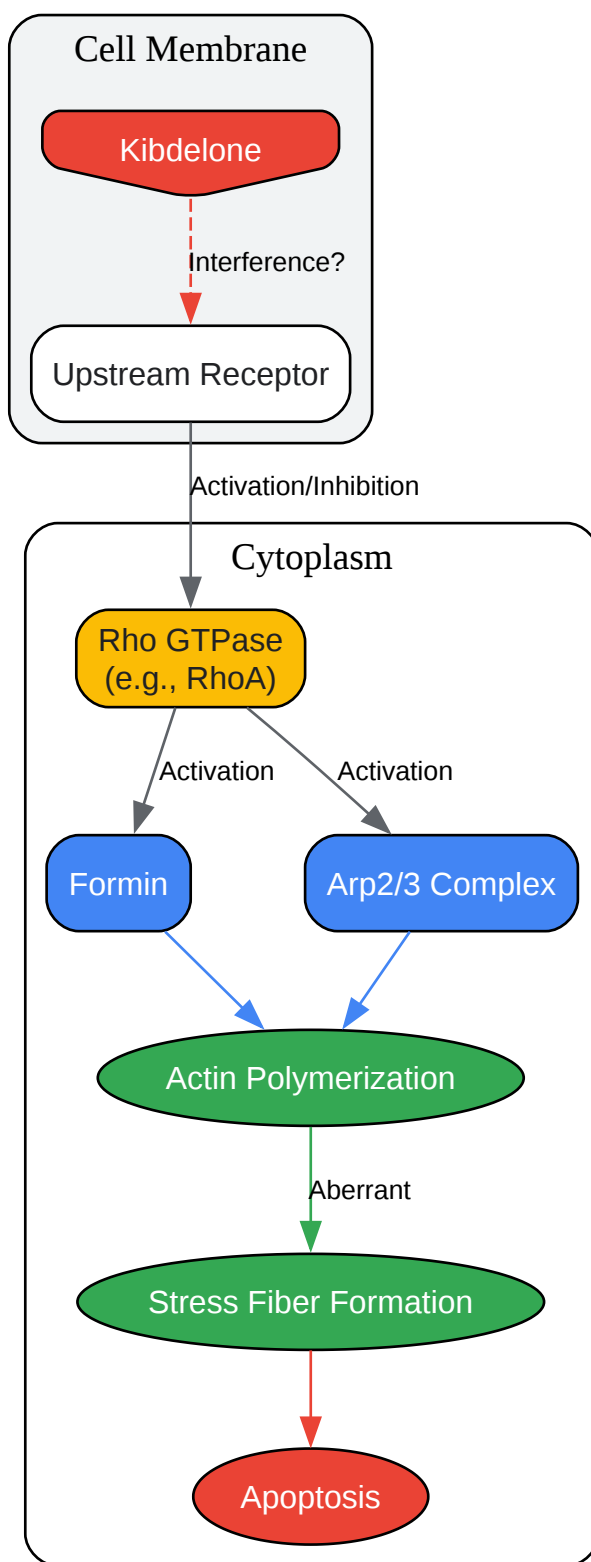 Cell Membrane
Kibdelone
Interference?
Upstream Receptor
Activation/Inhibition
Cytoplasm
Rho GTPase
(e.g., RhoA)
Activation
Activation
Formin
Arp2/3 Complex
Actin Polymerization
Aberrant
Stress Fiber Formation
Apoptosis